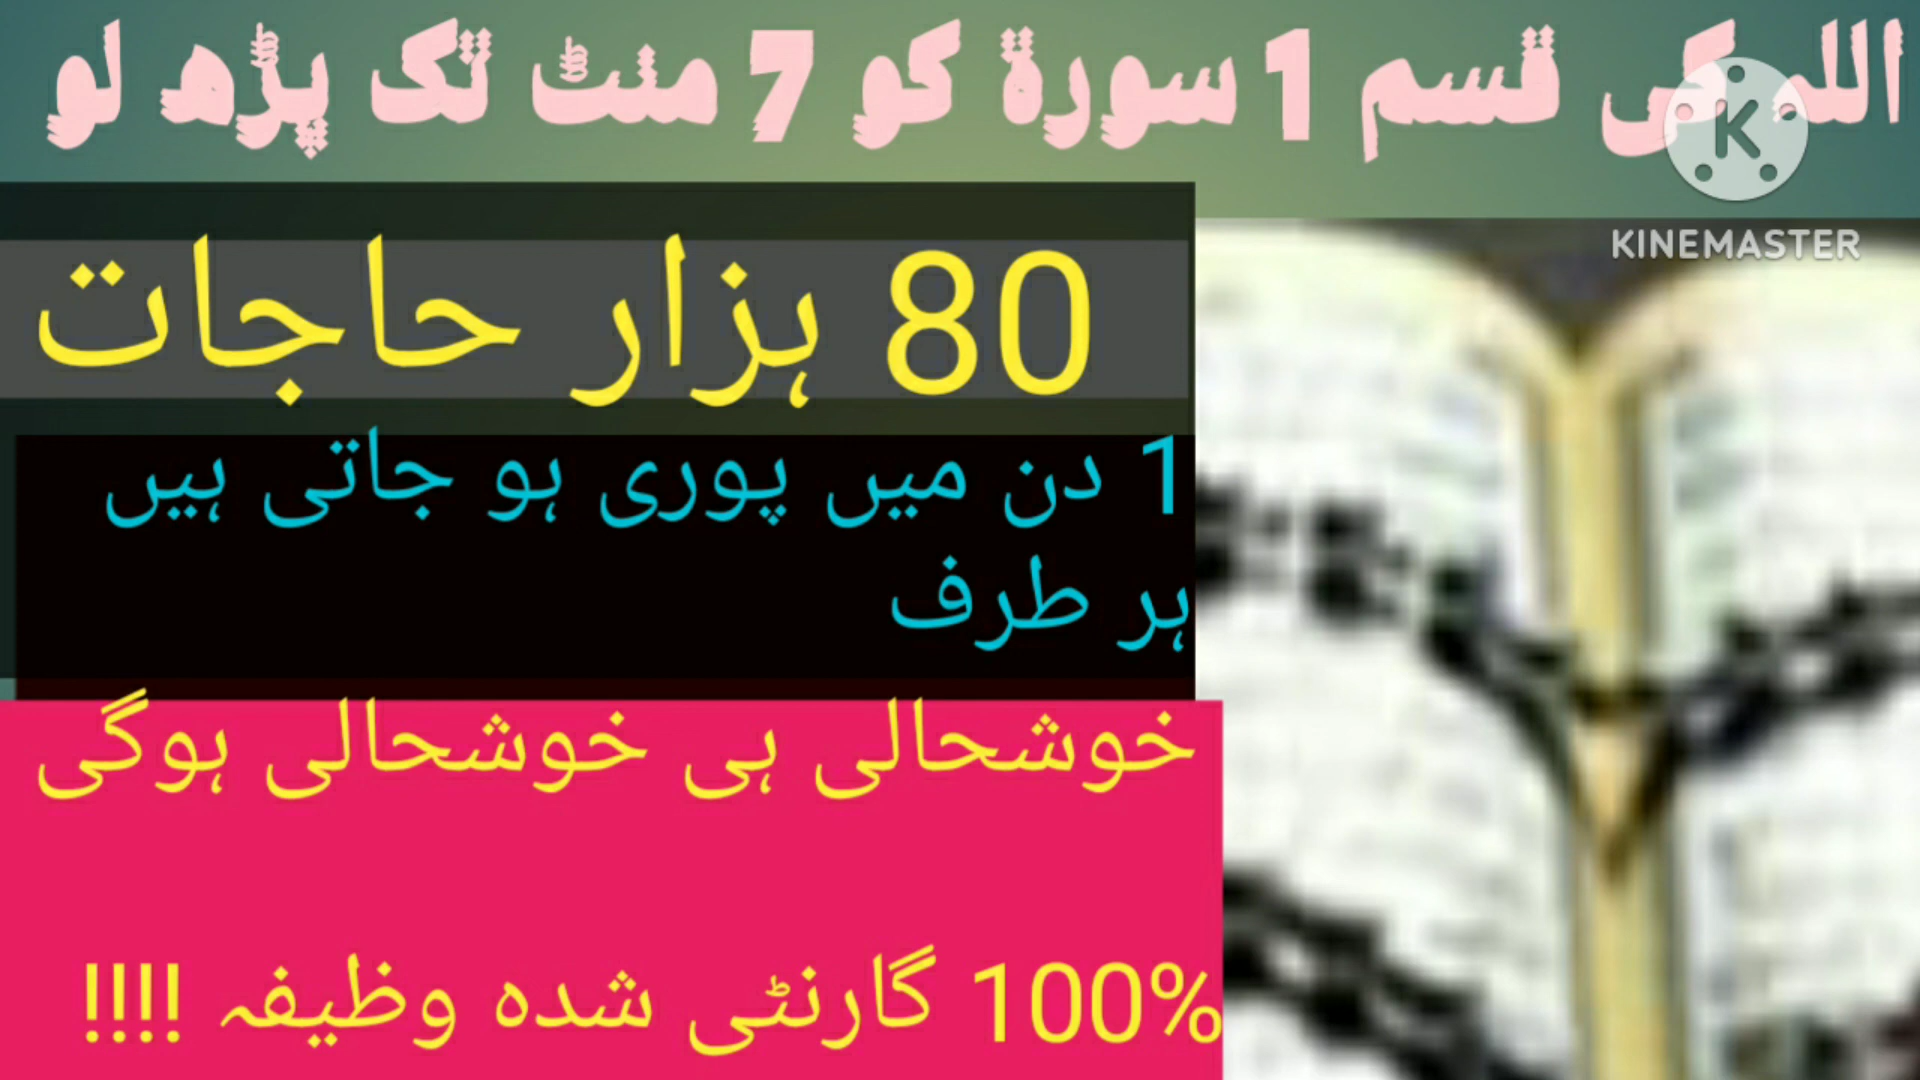 اللہ کی قسم 1 سورۃ کو 7 منٹ تک پڑھ لو
KINEMASTER
80 ہزار حاجات
1 دن میں پوری ہو جاتی ہیں
ہر طرف
خوشحالی ہی خوشحالی ہوگی
100% گارنٹی شدہ وظیفہ !!!!